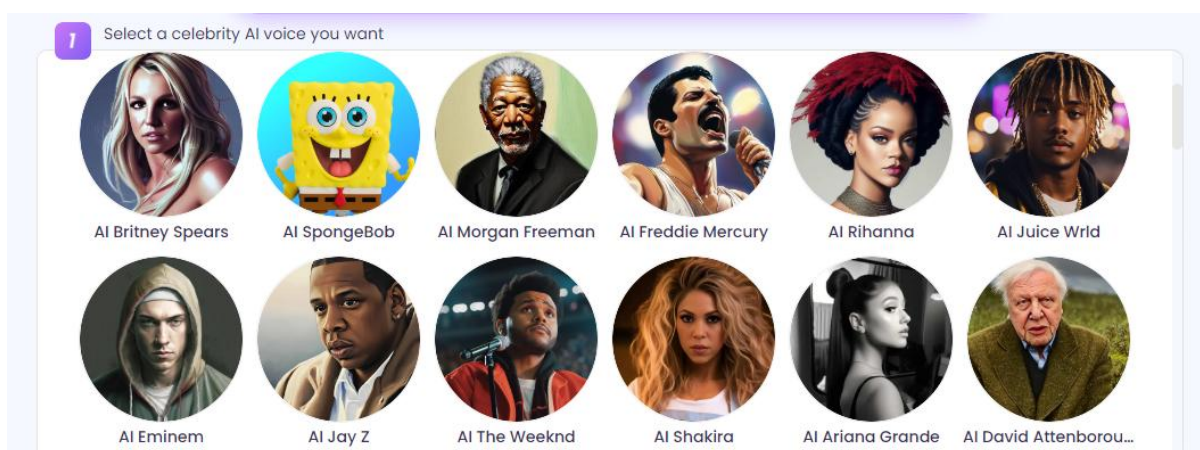 1 Select a celebrity AI voice you want
AI Britney Spears AI SpongeBob AI Morgan Freeman AI Freddie Mercury AI Rihanna AI Juice Wrld
AI Eminem AI Jay Z AI The Weeknd AI Shakira AI Ariana Grande AI David Attenborou...